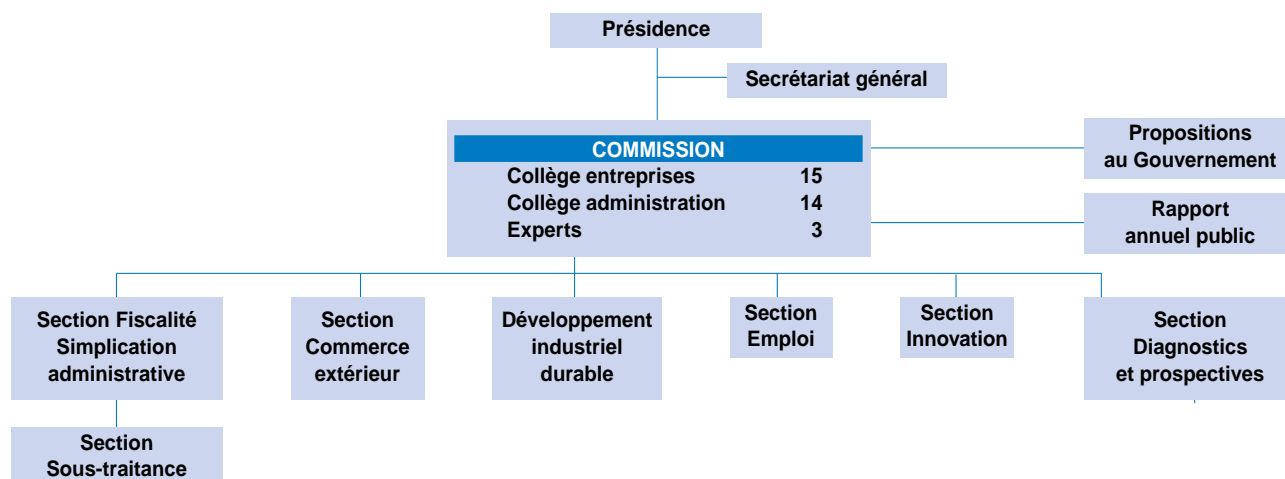 Présidence
Secrétariat général
COMMISSION
Collège entreprises 15
Collège administration 14
Experts 3
Propositions
au Gouvernement
Rapport
annuel public
Section Fiscalité
Simplication
administrative
Section
Commerce
extérieur
Développement
industriel
durable
Section
Emploi
Section
Innovation
Section
Diagnostics
et prospectives
Section
Sous-traitance